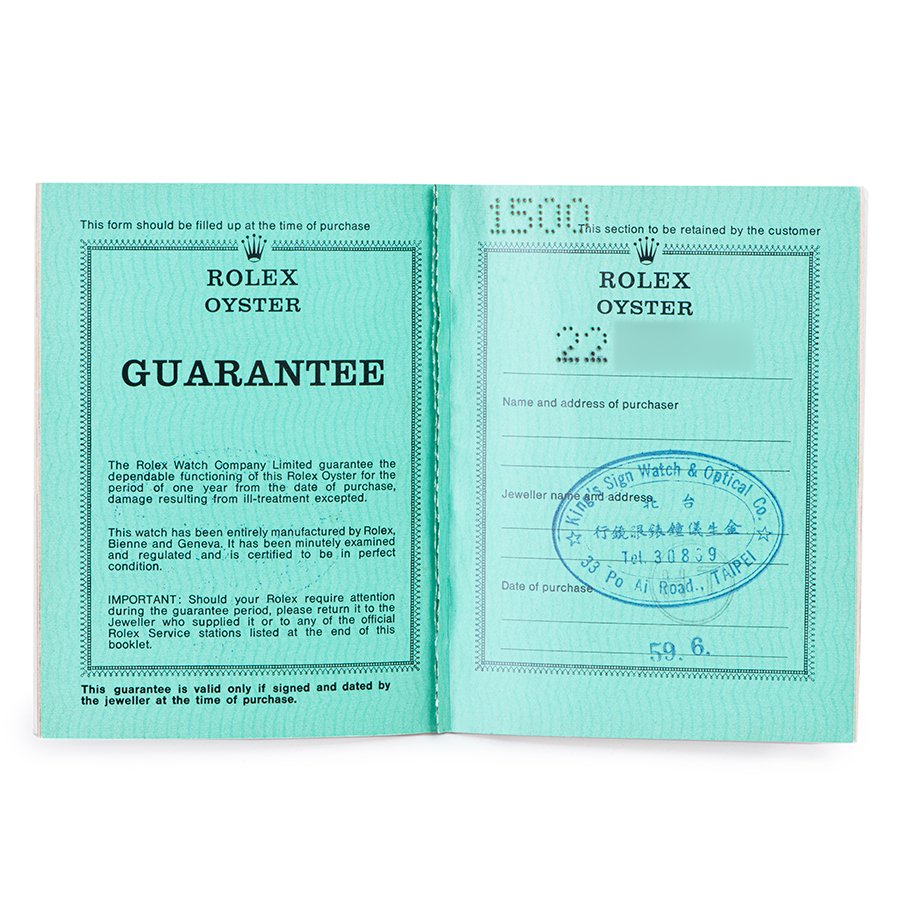 This form should be filled up at the time of purchase
ROLEX
OYSTER
GUARANTEE
The Rolex Watch Company Limited guarantee the
dependable functioning of this Rolex Oyster for the
period of one year from the date of purchase,
damage resulting from ill-treatment excepted.
This watch has been entirely manufactured by Rolex,
Bienne and Geneva. It has been minutely examined
and regulated and is certified to be in perfect
condition.
IMPORTANT: Should your Rolex require attention
during the guarantee period, please return it to the
Jeweller who supplied it or to any of the official
Rolex Service stations listed at the end of this
booklet.
This guarantee is valid only if signed and dated by
the jeweller at the time of purchase.
1500
This section to be retained by the customer
ROLEX
OYSTER
22
Name and address of purchaser
Jeweller name and address
King's Sign Watch & Optical Co.
北台
行鏡眼錶鐘儀生金
Tel. 30839
33 Po Ai Road., TAIPEI
Date of purchase
59. 6.